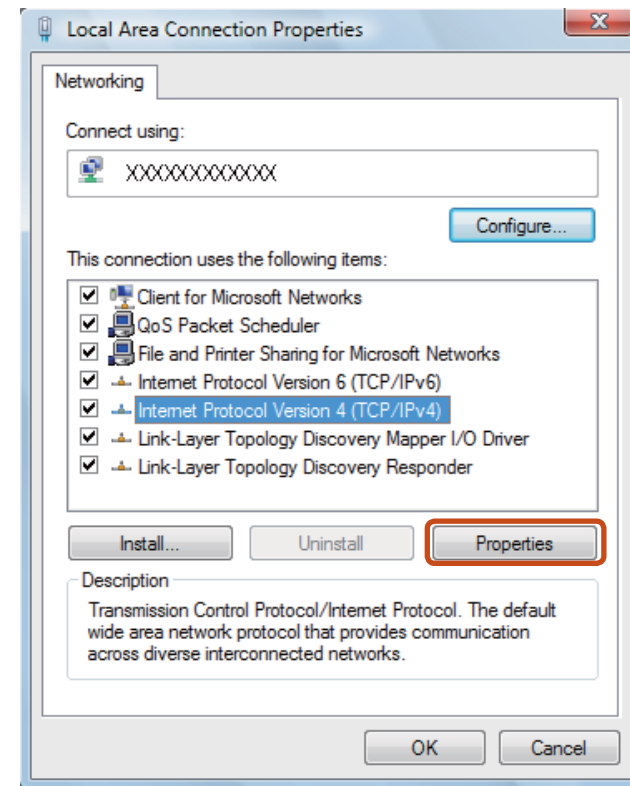 Local Area Connection Properties
Networking
Connect using:
XXXXXXXXXXXX
Configure...
This connection uses the following items:
Client for Microsoft Networks
QoS Packet Scheduler
File and Printer Sharing for Microsoft Networks
Internet Protocol Version 6 (TCP/IPv6)
Internet Protocol Version 4 (TCP/IPv4)
Link-Layer Topology Discovery Mapper I/O Driver
Link-Layer Topology Discovery Responder
Install... Uninstall Properties
Description
Transmission Control Protocol/Internet Protocol. The default
wide area network protocol that provides communication
across diverse interconnected networks.
OK Cancel